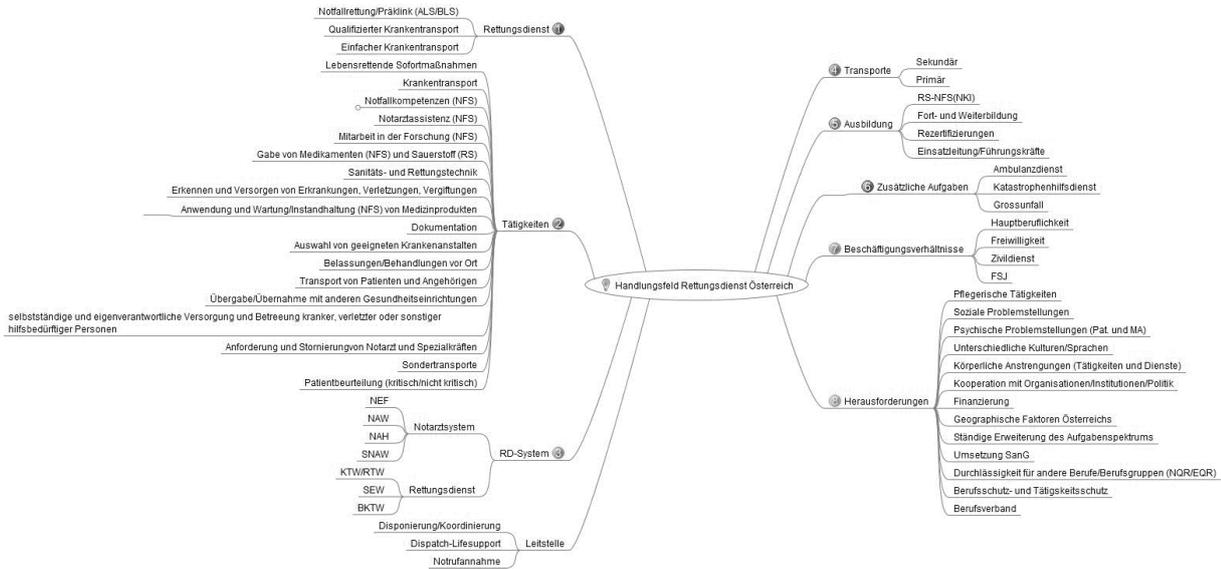 Handlungsfeld Rettungsdienst Österreich
Rettungsdienst 1
Notfallrettung/Präklink (ALS/BLS)
Qualifizierter Krankentransport
Einfacher Krankentransport
Tätigkeiten 2
Lebensrettende Sofortmaßnahmen
Krankentransport
Notfallkompetenzen (NFS)
Notarztassistenz (NFS)
Mitarbeit in der Forschung (NFS)
Gabe von Medikamenten (NFS) und Sauerstoff (RS)
Sanitäts- und Rettungstechnik
Erkennen und Versorgen von Erkrankungen, Verletzungen, Vergiftungen
Anwendung und Wartung/Instandhaltung (NFS) von Medizinprodukten
Dokumentation
Auswahl von geeigneten Krankenanstalten
Belassungen/Behandlungen vor Ort
Transport von Patienten und Angehörigen
Übergabe/Übernahme mit anderen Gesundheitseinrichtungen
selbstständige und eigenverantwortliche Versorgung und Betreeung kranker, verletzter oder sonstiger
hilfsbedürftiger Personen
Anforderung und Stornierungvon Notarzt und Spezialkräften
Sondertransporte
Patientbeurteilung (kritisch/nicht kritisch)
RD-System 3
Notarztsystem
NEF
NAW
NAH
SNAW
Rettungsdienst
KTW/RTW
SEW
BKTW
Leitstelle
Disponierung/Koordinierung
Dispatch-Lifesupport
Notrufannahme
4 Transporte
Sekundär
Primär
5 Ausbildung
RS-NFS(NKI)
Fort- und Weiterbildung
Rezertifizierungen
Einsatzleitung/Führungskräfte
6 Zusätzliche Aufgaben
Ambulanzdienst
Katastrophenhilfsdienst
Grossunfall
7 Beschäftigungsverhältnisse
Hauptberuflichkeit
Freiwilligkeit
Zivildienst
FSJ
8 Herausforderungen
Pflegerische Tätigkeiten
Soziale Problemstellungen
Psychische Problemstellungen (Pat. und MA)
Unterschiedliche Kulturen/Sprachen
Körperliche Anstrengungen (Tätigkeiten und Dienste)
Kooperation mit Organisationen/Institutionen/Politik
Finanzierung
Geographische Faktoren Österreichs
Ständige Erweiterung des Aufgabenspektrums
Umsetzung SanG
Durchlässigkeit für andere Berufe/Berufsgruppen (NQR/EQR)
Berufsschutz- und Tätigskeitsschutz
Berufsverband